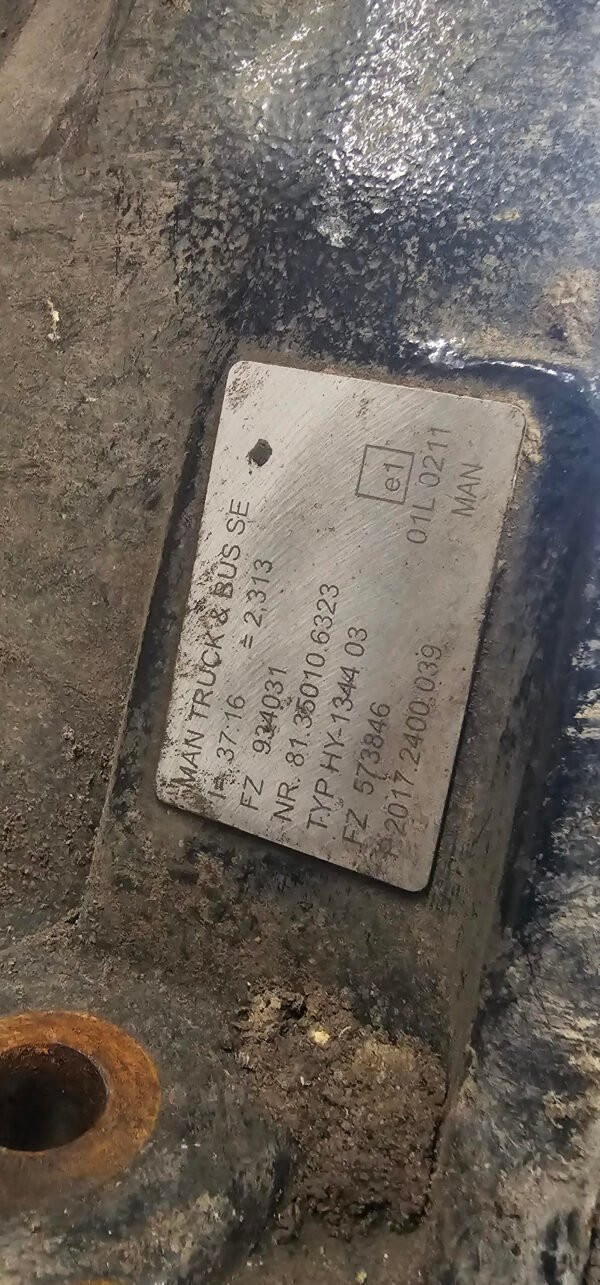 MAN TRUCK & BUS SE
i= 37:16 ± 2,313
FZ 934031
NR. 81.35010.6323
TYP HY-1344 03
FZ 573846
P 2017.2400.039
e1
01L 0211
MAN